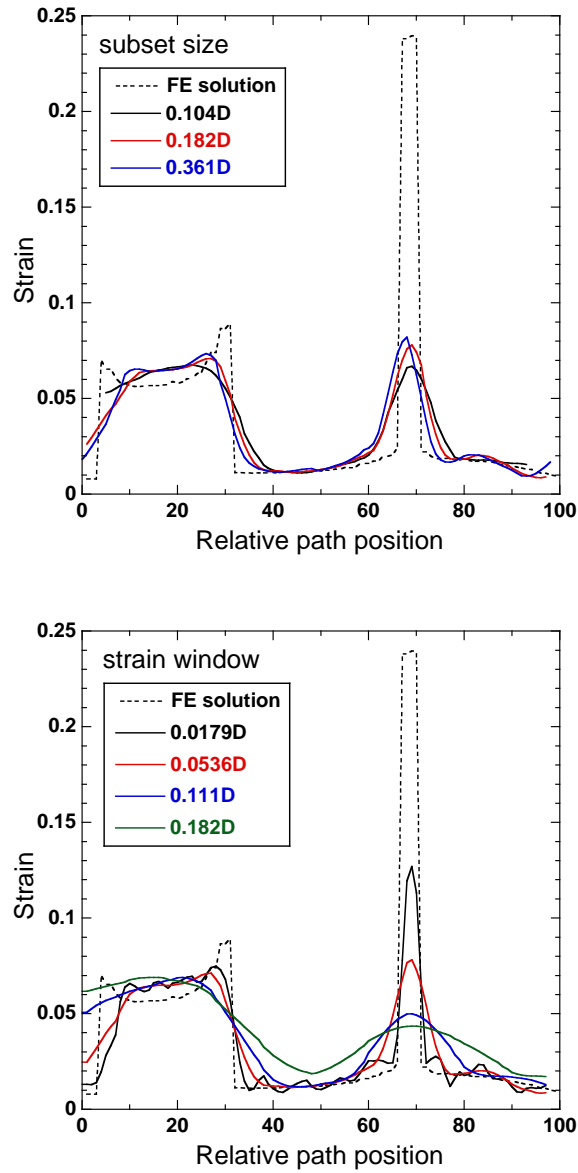 0.25
subset size
FE solution
0.104D
0.182D
0.361D
0.2
0.15
0.1
0.05
0
Strain
0 20 40 60 80 100
Relative path position
0.25
strain window
FE solution
0.0179D
0.0536D
0.111D
0.182D
0.2
0.15
0.1
0.05
0
Strain
0 20 40 60 80 100
Relative path position